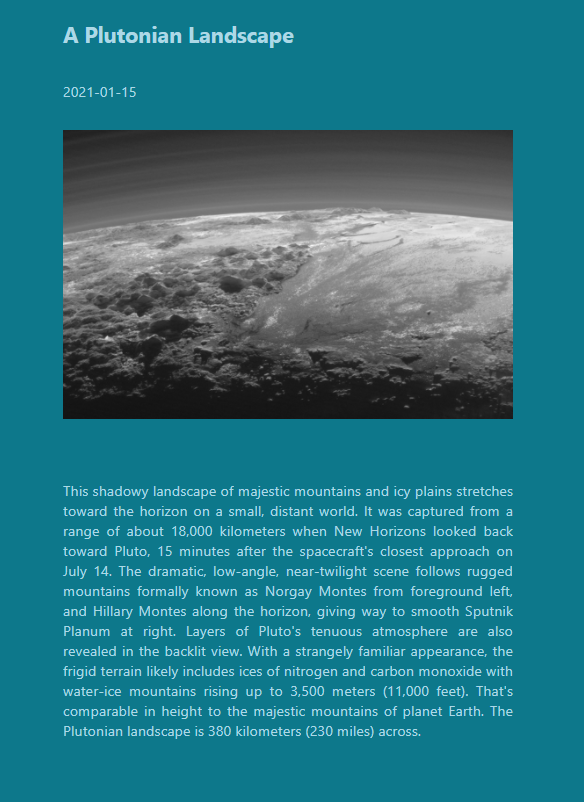 A Plutonian Landscape
2021-01-15
This shadowy landscape of majestic mountains and icy plains stretches
toward the horizon on a small, distant world. It was captured from a
range of about 18,000 kilometers when New Horizons looked back
toward Pluto, 15 minutes after the spacecraft's closest approach on
July 14. The dramatic, low-angle, near-twilight scene follows rugged
mountains formally known as Norgay Montes from foreground left,
and Hillary Montes along the horizon, giving way to smooth Sputnik
Planum at right. Layers of Pluto's tenuous atmosphere are also
revealed in the backlit view. With a strangely familiar appearance, the
frigid terrain likely includes ices of nitrogen and carbon monoxide with
water-ice mountains rising up to 3,500 meters (11,000 feet). That's
comparable in height to the majestic mountains of planet Earth. The
Plutonian landscape is 380 kilometers (230 miles) across.